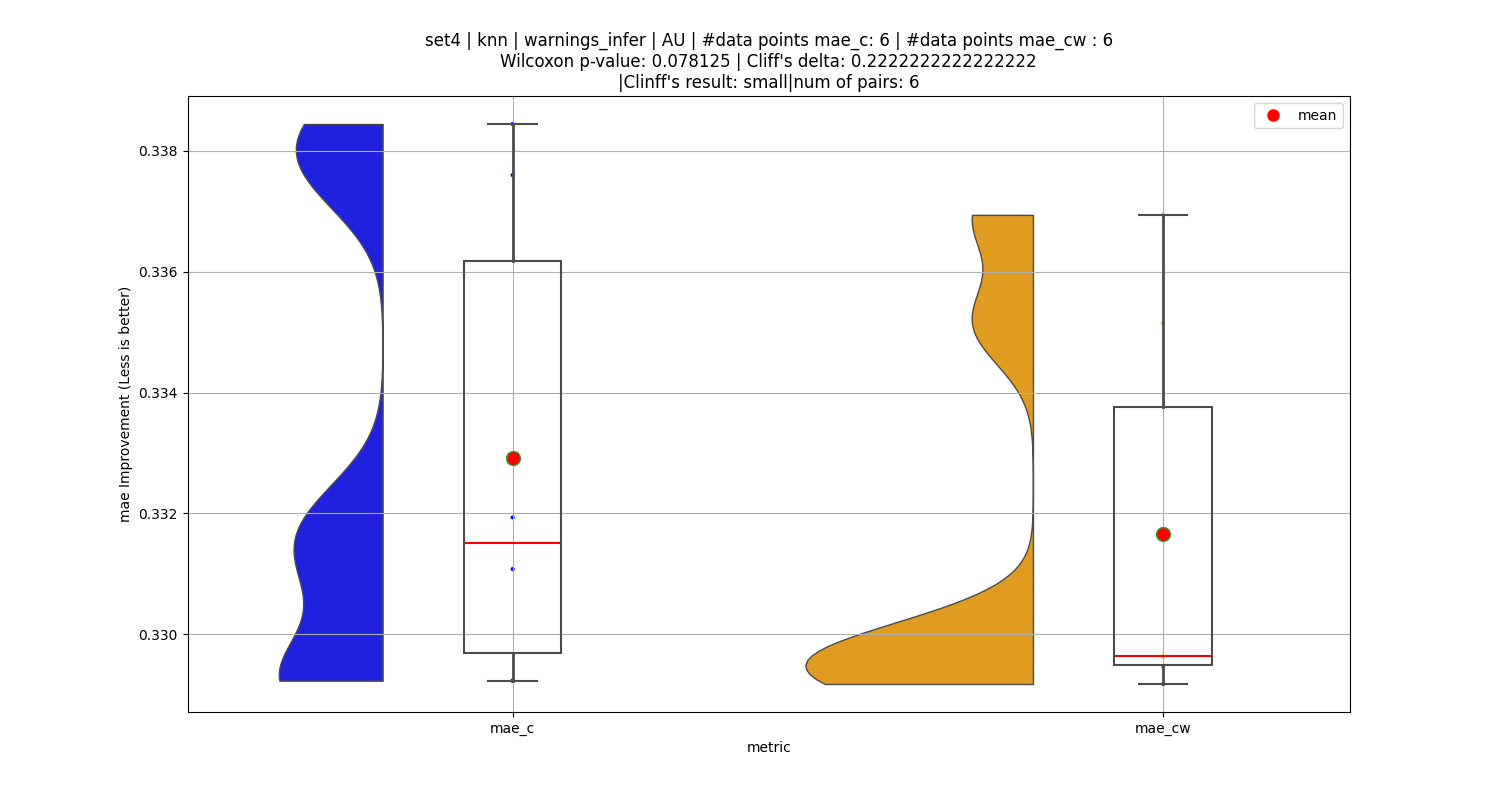 set4 | knn | warnings_infer | AU | #data points mae_c: 6 | #data points mae_cw : 6
Wilcoxon p-value: 0.078125 | Cliff's delta: 0.2222222222222222
|Clinff's result: small|num of pairs: 6
mean
0.338
0.336
0.334
0.332
0.330
mae Improvement (Less is better)
mae_c
mae_cw
metric